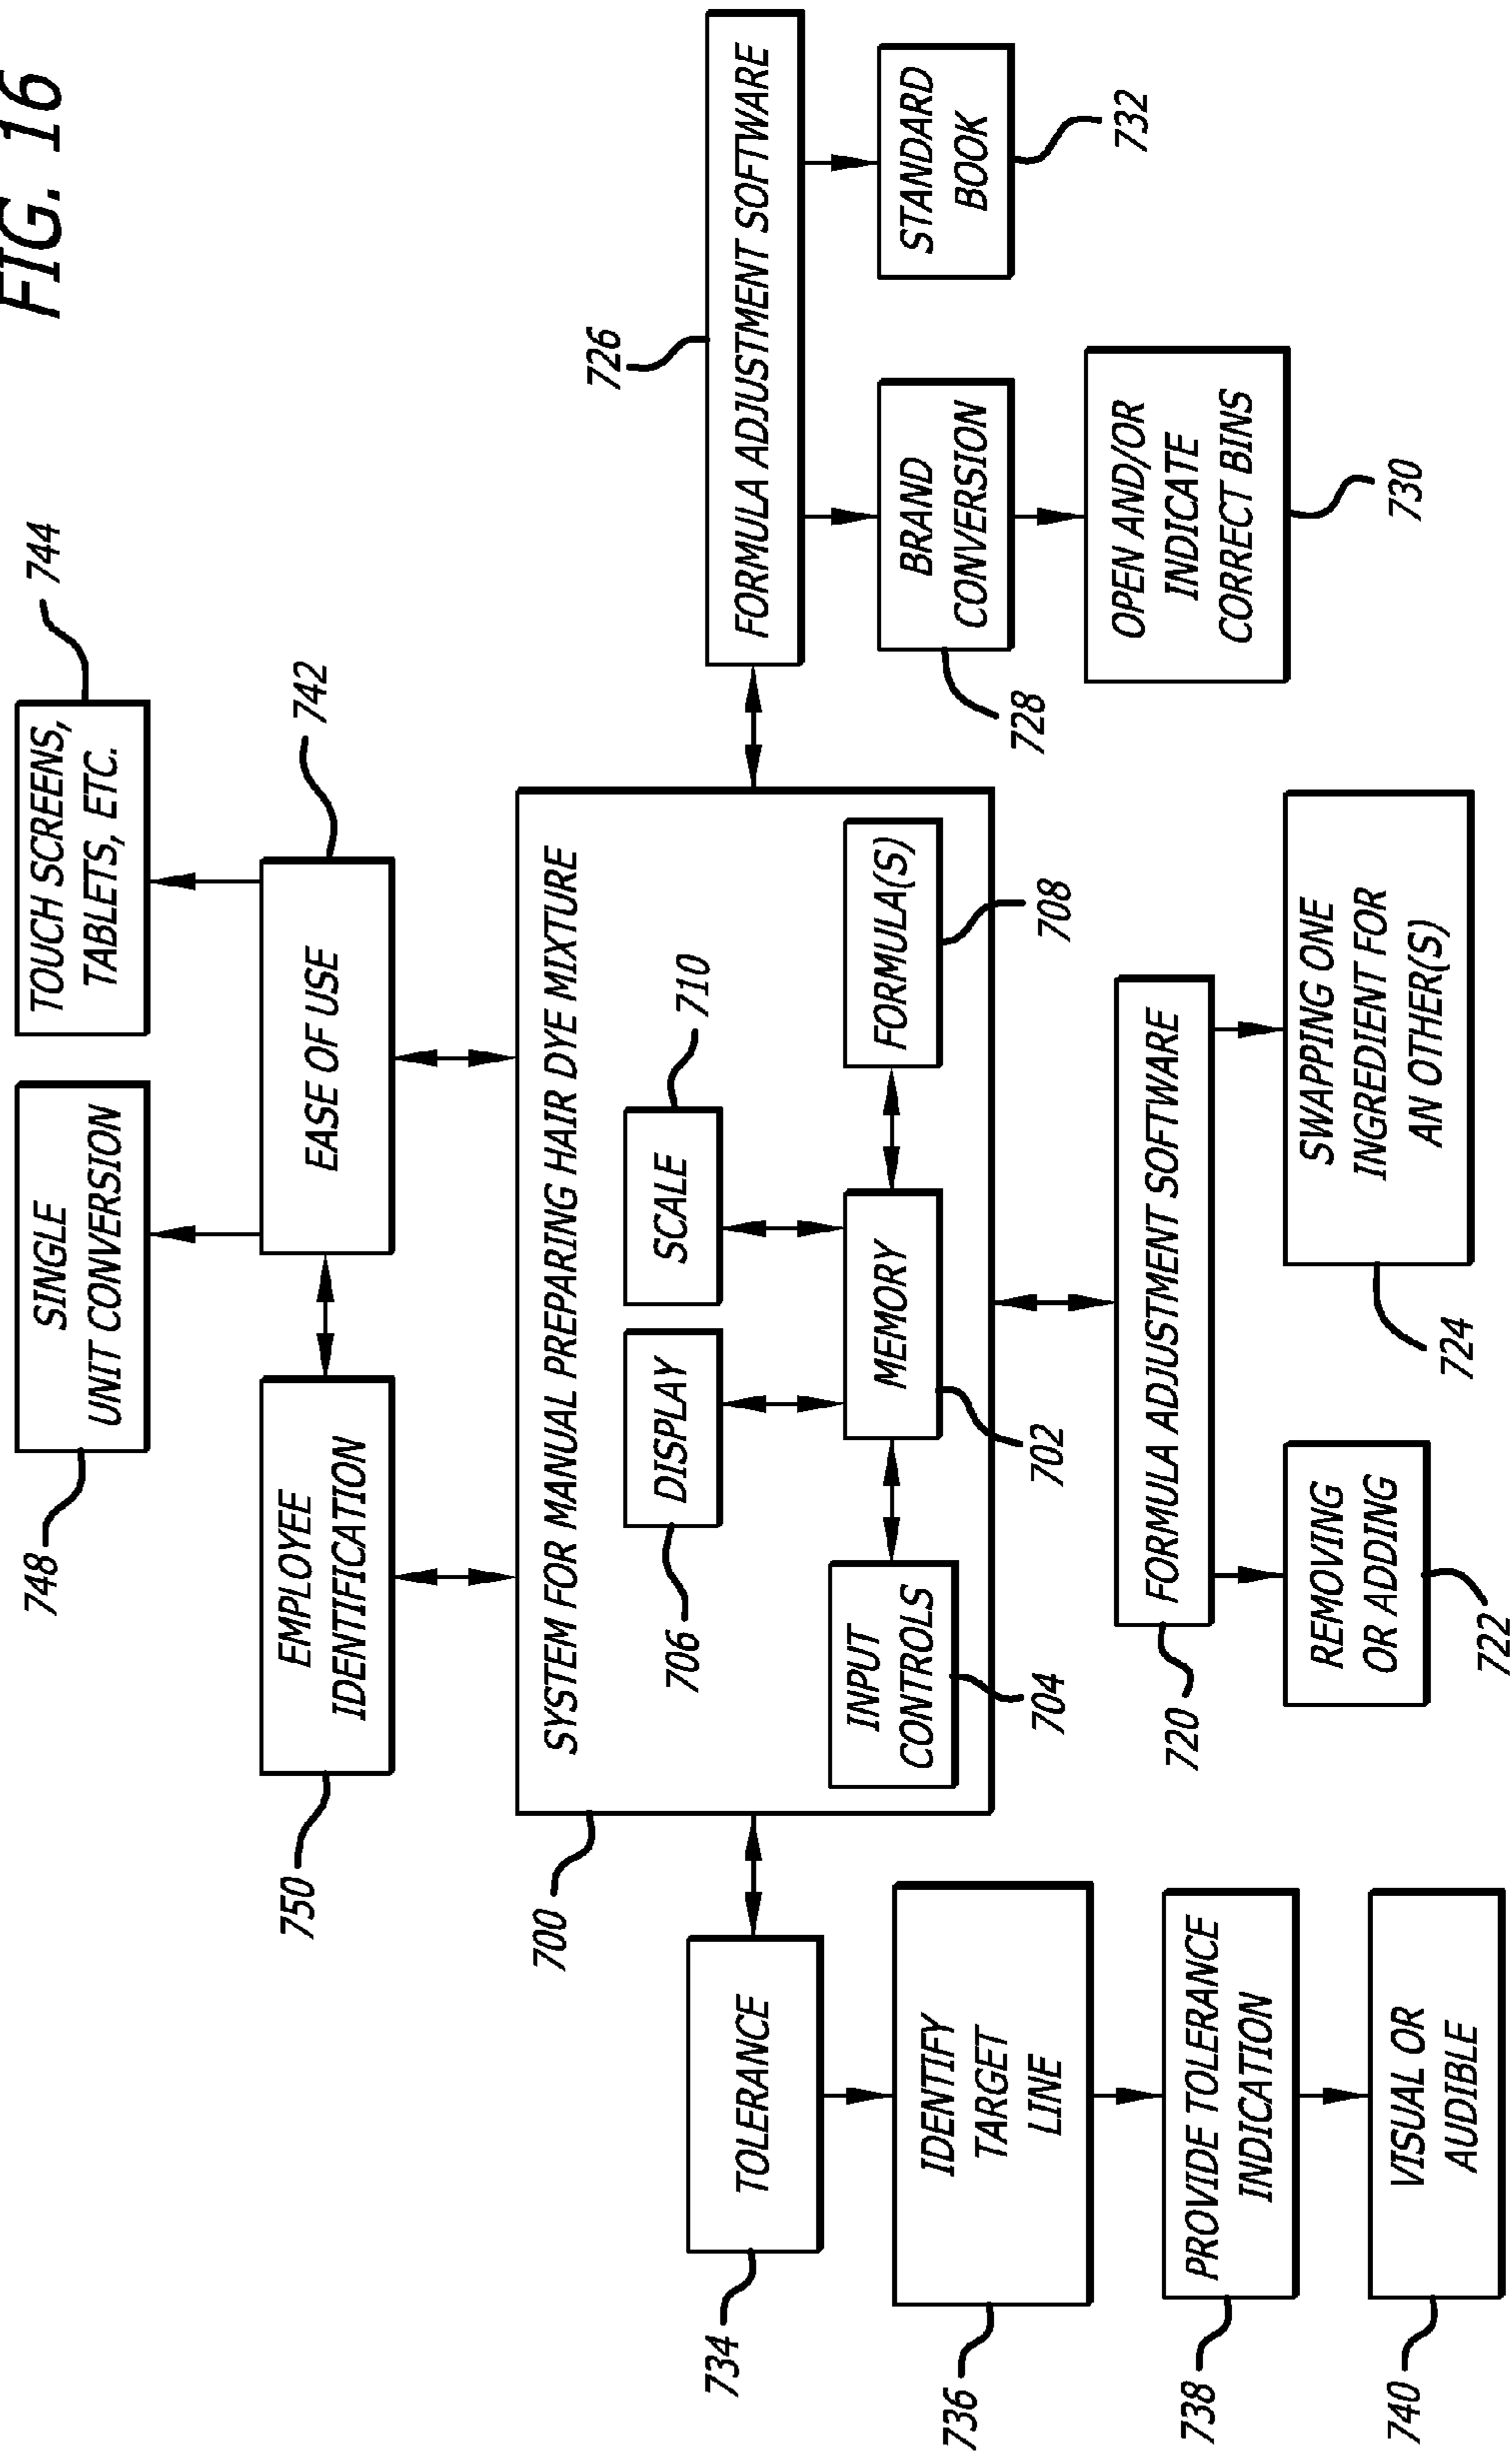 FIG. 16
748
SINGLE
UNIT CONVERSION
TOUCH SCREENS,
TABLETS, ETC.
744
750
EMPLOYEE
IDENTIFICATION
EASE OF USE
742
700
SYSTEM FOR MANUAL PREPARING HAIR DYE MIXTURE
706
DISPLAY
SCALE
710
INPUT
CONTROLS
704
MEMORY
702
FORMULA(S)
708
734
TOLERANCE
736
IDENTIFY
TARGET
LINE
738
PROVIDE TOLERANCE
INDICATION
740
VISUAL OR
AUDIBLE
720
FORMULA ADJUSTMENT SOFTWARE
REMOVING
OR ADDING
722
SWAPPING ONE
INGREDIENT FOR
AN OTHER(S)
724
726
FORMULA ADJUSTMENT SOFTWARE
728
BRAND
CONVERSION
STANDARD
BOOK
732
OPEN AND/OR
INDICATE
CORRECT BINS
730